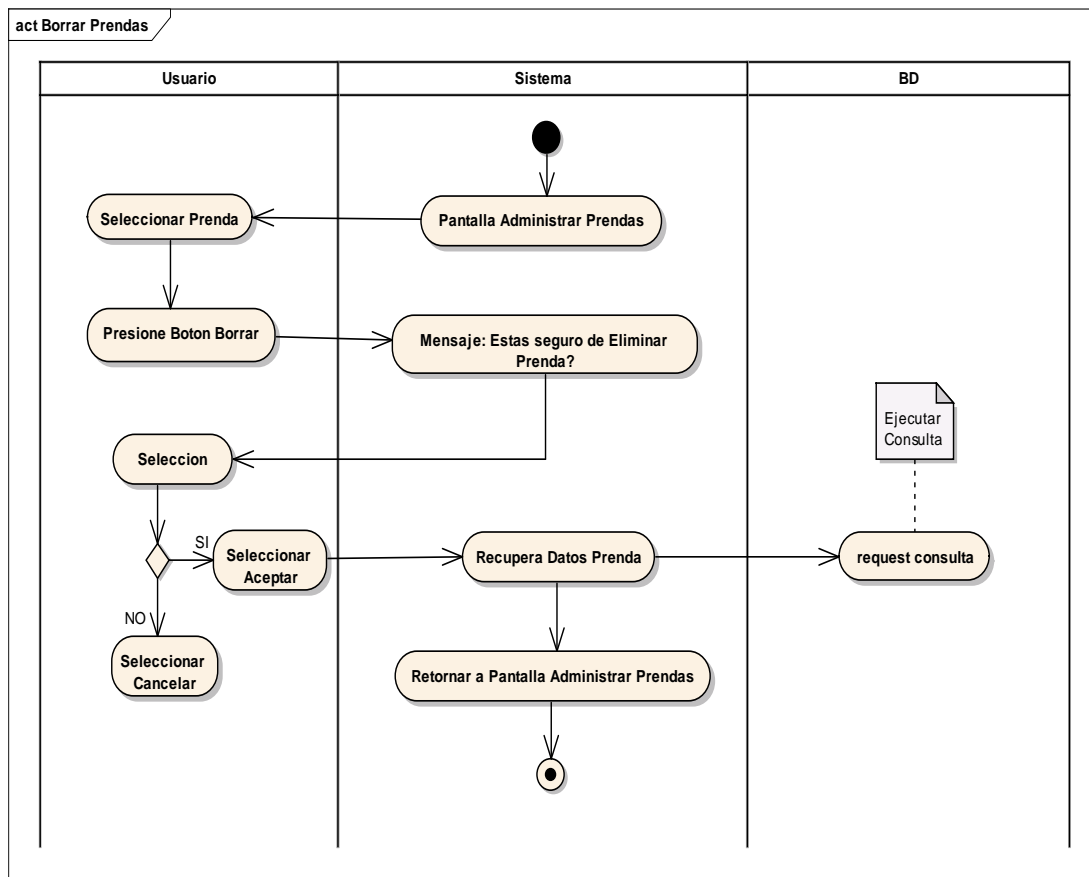 act Borrar Prendas
Usuario
Sistema
BD
Seleccionar Prenda
Pantalla Administrar Prendas
Presione Boton Borrar
Mensaje: Estas seguro de Eliminar
Prenda?
Ejecutar
Consulta
Seleccion
SI
Seleccionar
Aceptar
Recupera Datos Prenda
request consulta
NO
Seleccionar
Cancelar
Retornar a Pantalla Administrar Prendas